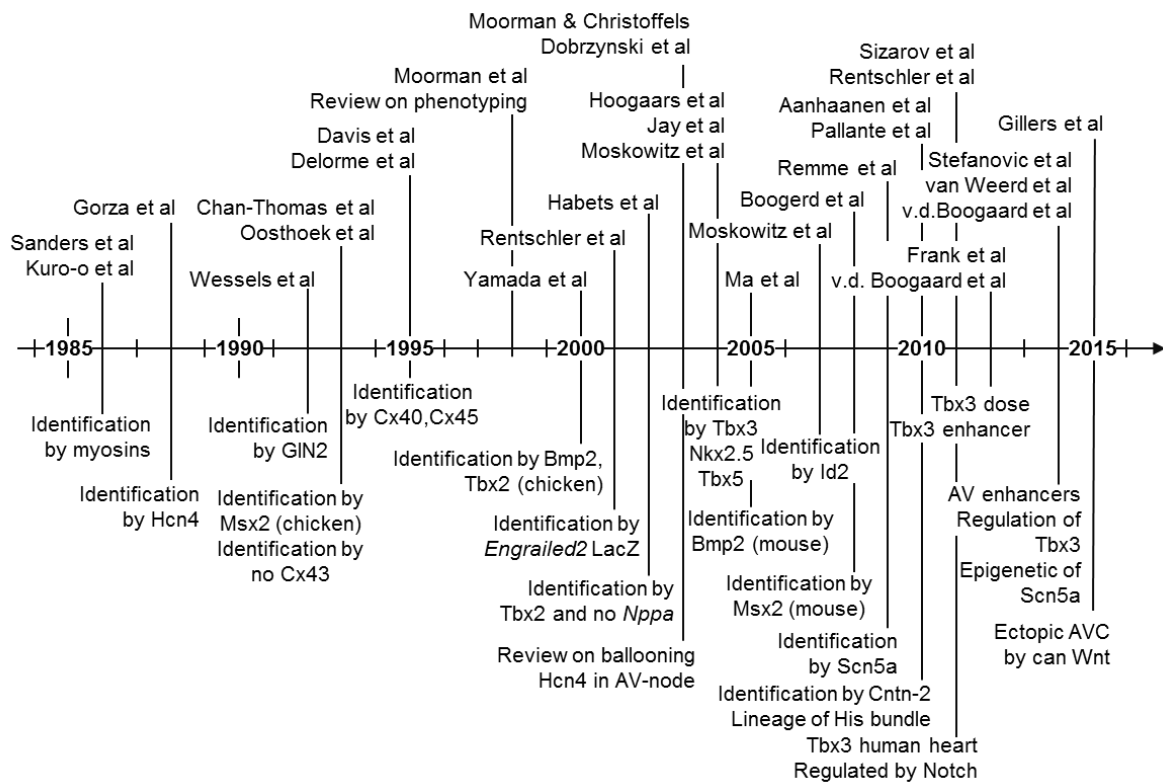 Moorman & Christoffels
Dobrzynski et al
Sizarov et al
Rentschler et al
Moorman et al
Review on phenotyping
Hoogaars et al
Jay et al
Moskowitz et al
Aanhaanen et al
Pallante et al
Gillers et al
Davis et al
Delorme et al
Remme et al
Stefanovic et al
van Weerd et al
v.d.Boogaard et al
Gorza et al
Chan-Thomas et al
Oosthoek et al
Habets et al
Boogerd et al
Sanders et al
Kuro-o et al
Rentschler et al
Moskowitz et al
Frank et al
v.d. Boogaard et al
Wessels et al
Yamada et al
Ma et al
1985
1990
1995
2000
2005
2010
2015
Identification
by myosins
Identification
by Hcn4
Identification
by GlN2
Identification by
Msx2 (chicken)
Identification by
no Cx43
Identification
by Cx40,Cx45
Identification by Bmp2,
Tbx2 (chicken)
Identification by
Engrailed2 LacZ
Identification by
Tbx2 and no Nppa
Review on ballooning
Hcn4 in AV-node
Identification
by Tbx3
Nkx2.5
Tbx5
Identification by
Bmp2 (mouse)
Identification
by Id2
Identification by
Msx2 (mouse)
Identification
by Scn5a
Identification by Cntn-2
Lineage of His bundle
Tbx3 human heart
Regulated by Notch
Tbx3 dose
Tbx3 enhancer
AV enhancers
Regulation of
Tbx3
Epigenetic of
Scn5a
Ectopic AVC
by can Wnt